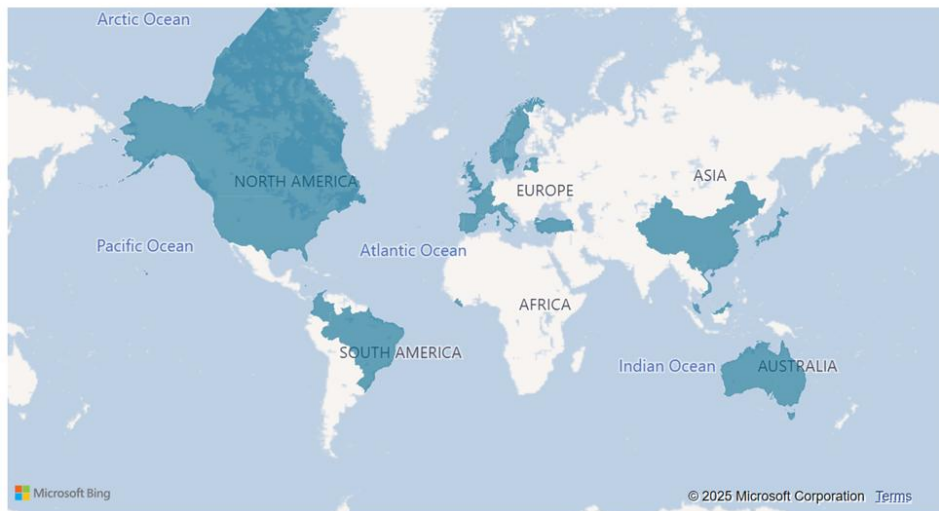 Arctic Ocean
NORTH AMERICA
EUROPE
ASIA
Pacific Ocean
Atlantic Ocean
AFRICA
SOUTH AMERICA
Indian Ocean
AUSTRALIA
Microsoft Bing
© 2025 Microsoft Corporation Terms